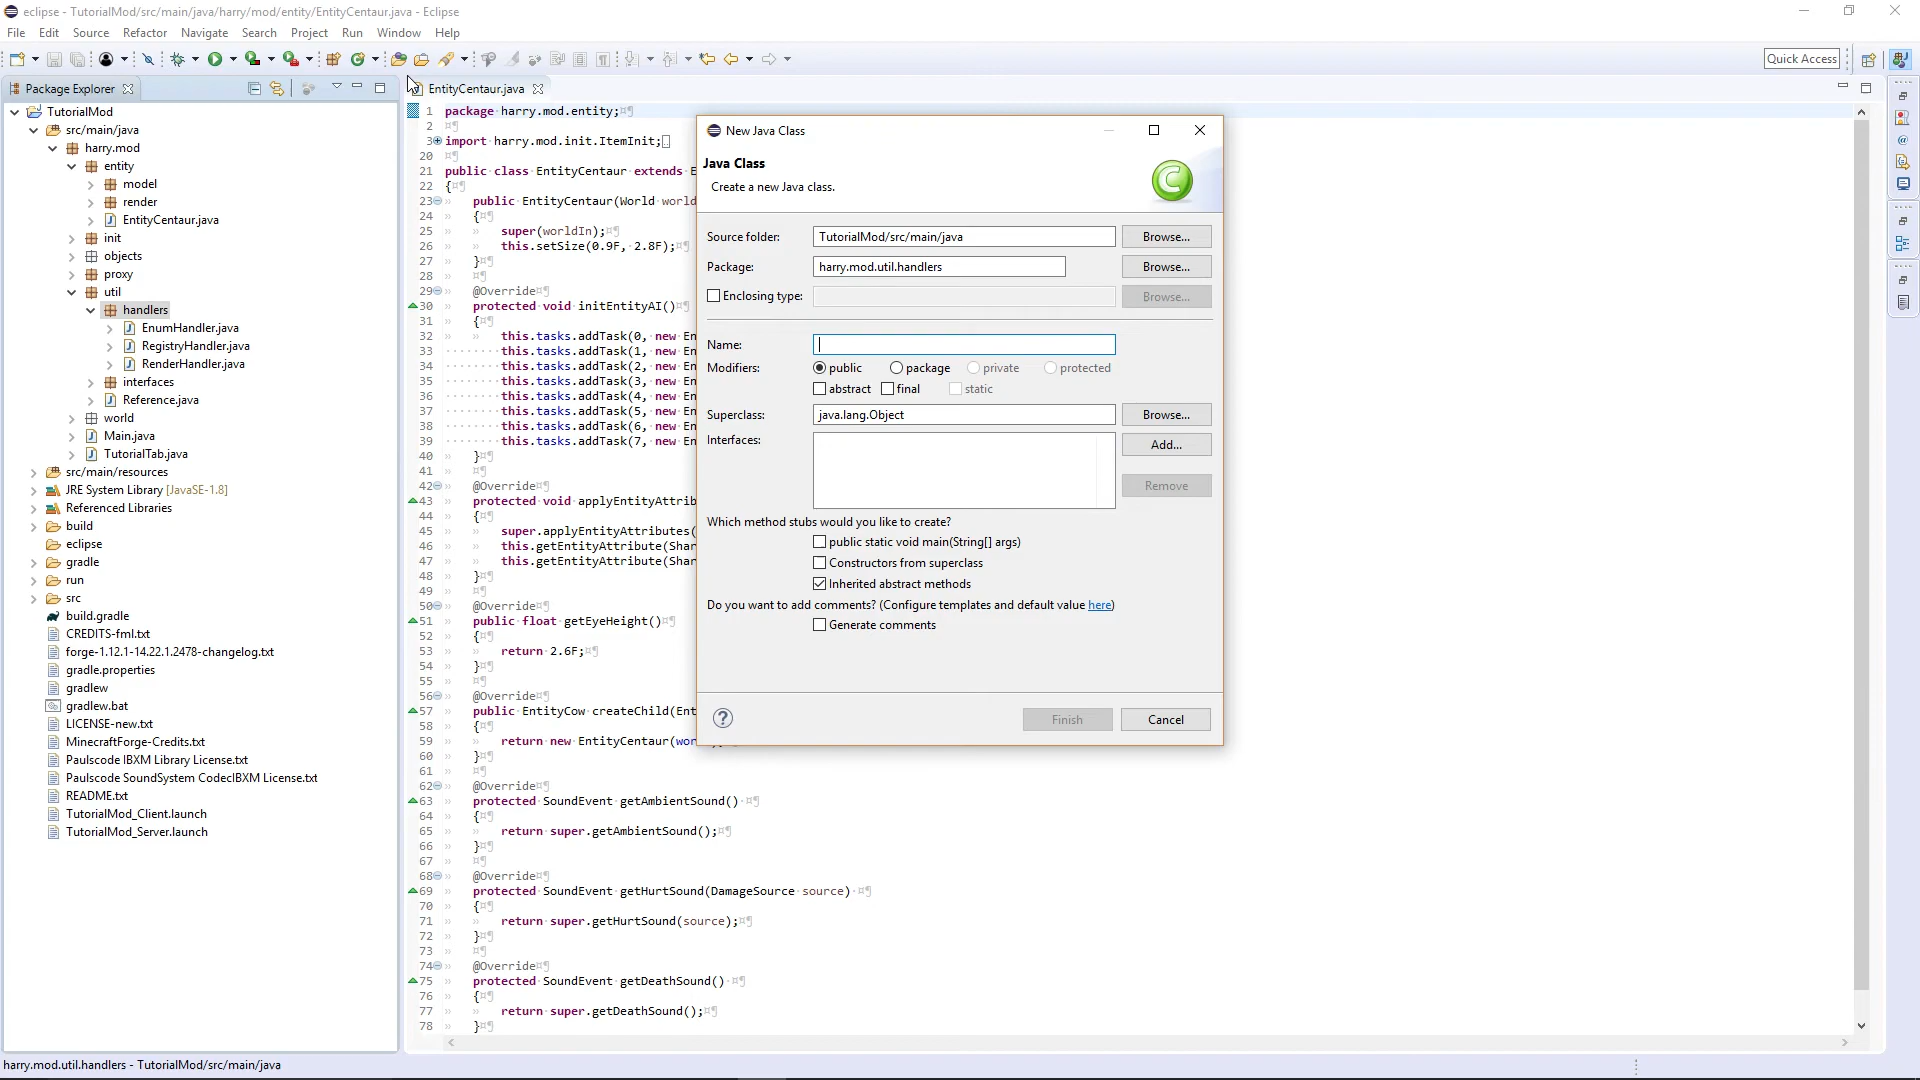 eclipse - TutorialMod/src/main/java/harry/mod/entity/EntityCentaur.java - Eclipse
File Edit Source Refactor Navigate Search Project Run Window Help
Quick Access
Package Explorer
TutorialMod
src/main/java
harry.mod
entity
model
render
EntityCentaur.java
init
objects
proxy
util
handlers
EnumHandler.java
RegistryHandler.java
RenderHandler.java
interfaces
Reference.java
world
Main.java
TutorialTab.java
src/main/resources
JRE System Library [JavaSE-1.8]
Referenced Libraries
build
eclipse
gradle
run
src
build.gradle
CREDITS-fml.txt
forge-1.12.1-14.22.1.2478-changelog.txt
gradle.properties
gradlew
gradlew.bat
LICENSE-new.txt
MinecraftForge-Credits.txt
Paulscode IBXM Library License.txt
Paulscode SoundSystem CodecIBXM License.txt
README.txt
TutorialMod_Client.launch
TutorialMod_Server.launch
EntityCentaur.java
1 package harry.mod.entity;
2
3 import harry.mod.init.ItemInit;
20
21 public class EntityCentaur extends E
22 {
23 public EntityCentaur(World world
24 {
25 super(worldIn);
26 this.setSize(0.9F, 2.8F);
27 }
28
29 @Override
30 protected void initEntityAI()
31 {
32 this.tasks.addTask(0, new En
33 this.tasks.addTask(1, new En
34 this.tasks.addTask(2, new En
35 this.tasks.addTask(3, new En
36 this.tasks.addTask(4, new En
37 this.tasks.addTask(5, new En
38 this.tasks.addTask(6, new En
39 this.tasks.addTask(7, new En
40 }
41
42 @Override
43 protected void applyEntityAttrib
44 {
45 super.applyEntityAttributes(
46 this.getEntityAttribute(Shar
47 this.getEntityAttribute(Shar
48 }
49
50 @Override
51 public float getEyeHeight()
52 {
53 return 2.6F;
54 }
55
56 @Override
57 public EntityCow createChild(Ent
58 {
59 return new EntityCentaur(wor
60 }
61
62 @Override
63 protected SoundEvent getAmbientSound()
64 {
65 return super.getAmbientSound();
66 }
67
68 @Override
69 protected SoundEvent getHurtSound(DamageSource source)
70 {
71 return super.getHurtSound(source);
72 }
73
74 @Override
75 protected SoundEvent getDeathSound()
76 {
77 return super.getDeathSound();
78 }
New Java Class
Java Class
Create a new Java class.
Source folder: TutorialMod/src/main/java Browse...
Package: harry.mod.util.handlers Browse...
Enclosing type: Browse...
Name:
Modifiers: public package private protected
abstract final static
Superclass: java.lang.Object Browse...
Interfaces: Add...
Remove
Which method stubs would you like to create?
public static void main(String[] args)
Constructors from superclass
Inherited abstract methods
Do you want to add comments? (Configure templates and default value here)
Generate comments
? Finish Cancel
harry.mod.util.handlers - TutorialMod/src/main/java